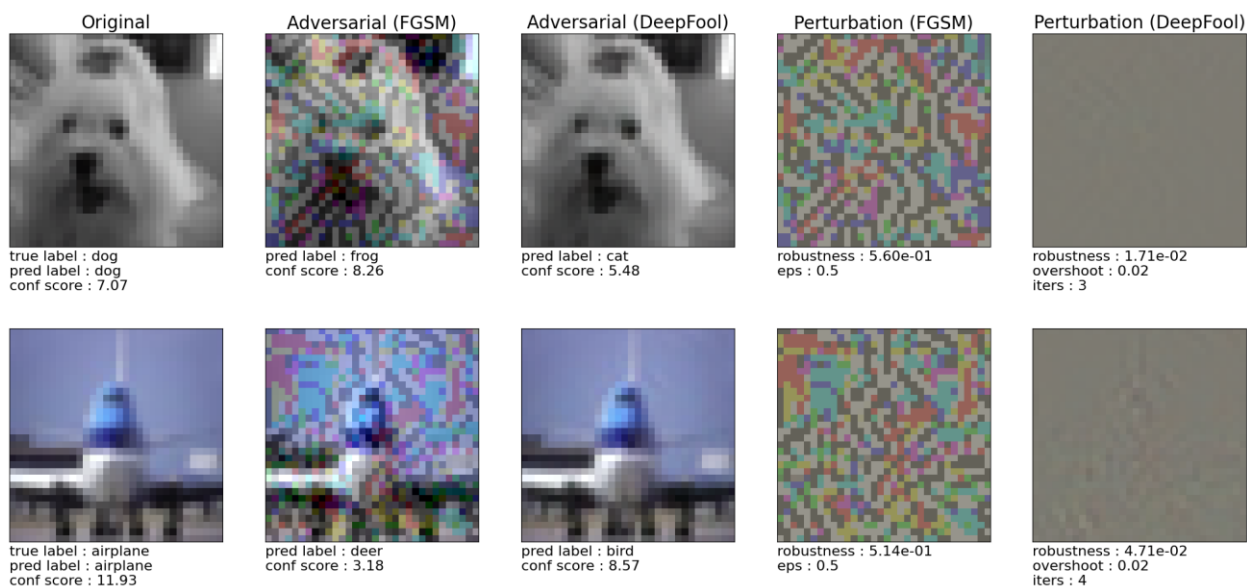 Original
Adversarial (FGSM)
Adversarial (DeepFool)
Perturbation (FGSM)
Perturbation (DeepFool)
true label : dog
pred label : dog
conf score : 7.07
pred label : frog
conf score : 8.26
pred label : cat
conf score : 5.48
robustness : 5.60e-01
eps : 0.5
robustness : 1.71e-02
overshoot : 0.02
iters : 3
true label : airplane
pred label : airplane
conf score : 11.93
pred label : deer
conf score : 3.18
pred label : bird
conf score : 8.57
robustness : 5.14e-01
eps : 0.5
robustness : 4.71e-02
overshoot : 0.02
iters : 4